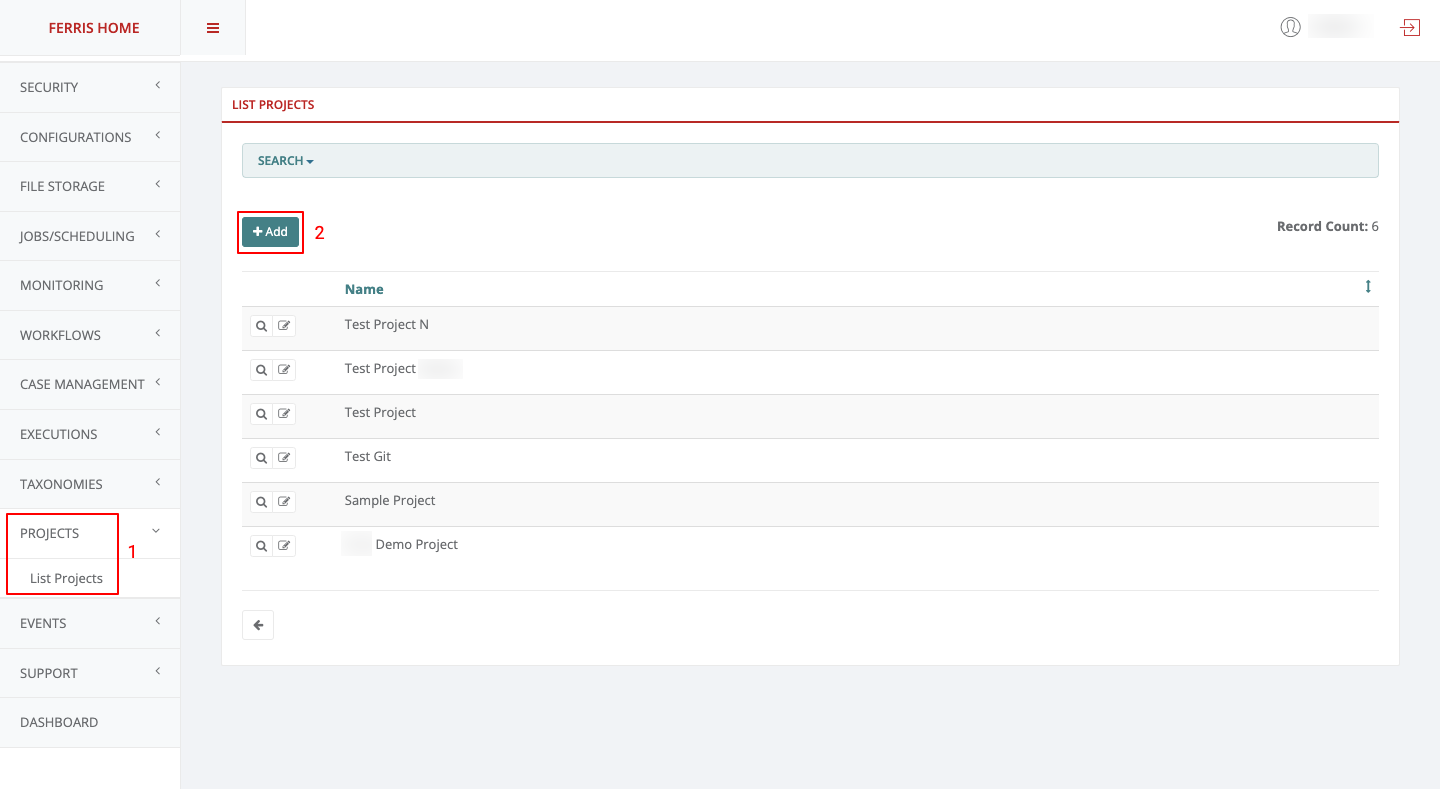 FERRIS HOME
SECURITY
CONFIGURATIONS
FILE STORAGE
JOBS/SCHEDULING
MONITORING
WORKFLOWS
CASE MANAGEMENT
EXECUTIONS
TAXONOMIES
PROJECTS
1
List Projects
EVENTS
SUPPORT
DASHBOARD
LIST PROJECTS
SEARCH
+ Add 2
Record Count: 6
Name
Test Project N
Test Project
Test Project
Test Git
Sample Project
Demo Project